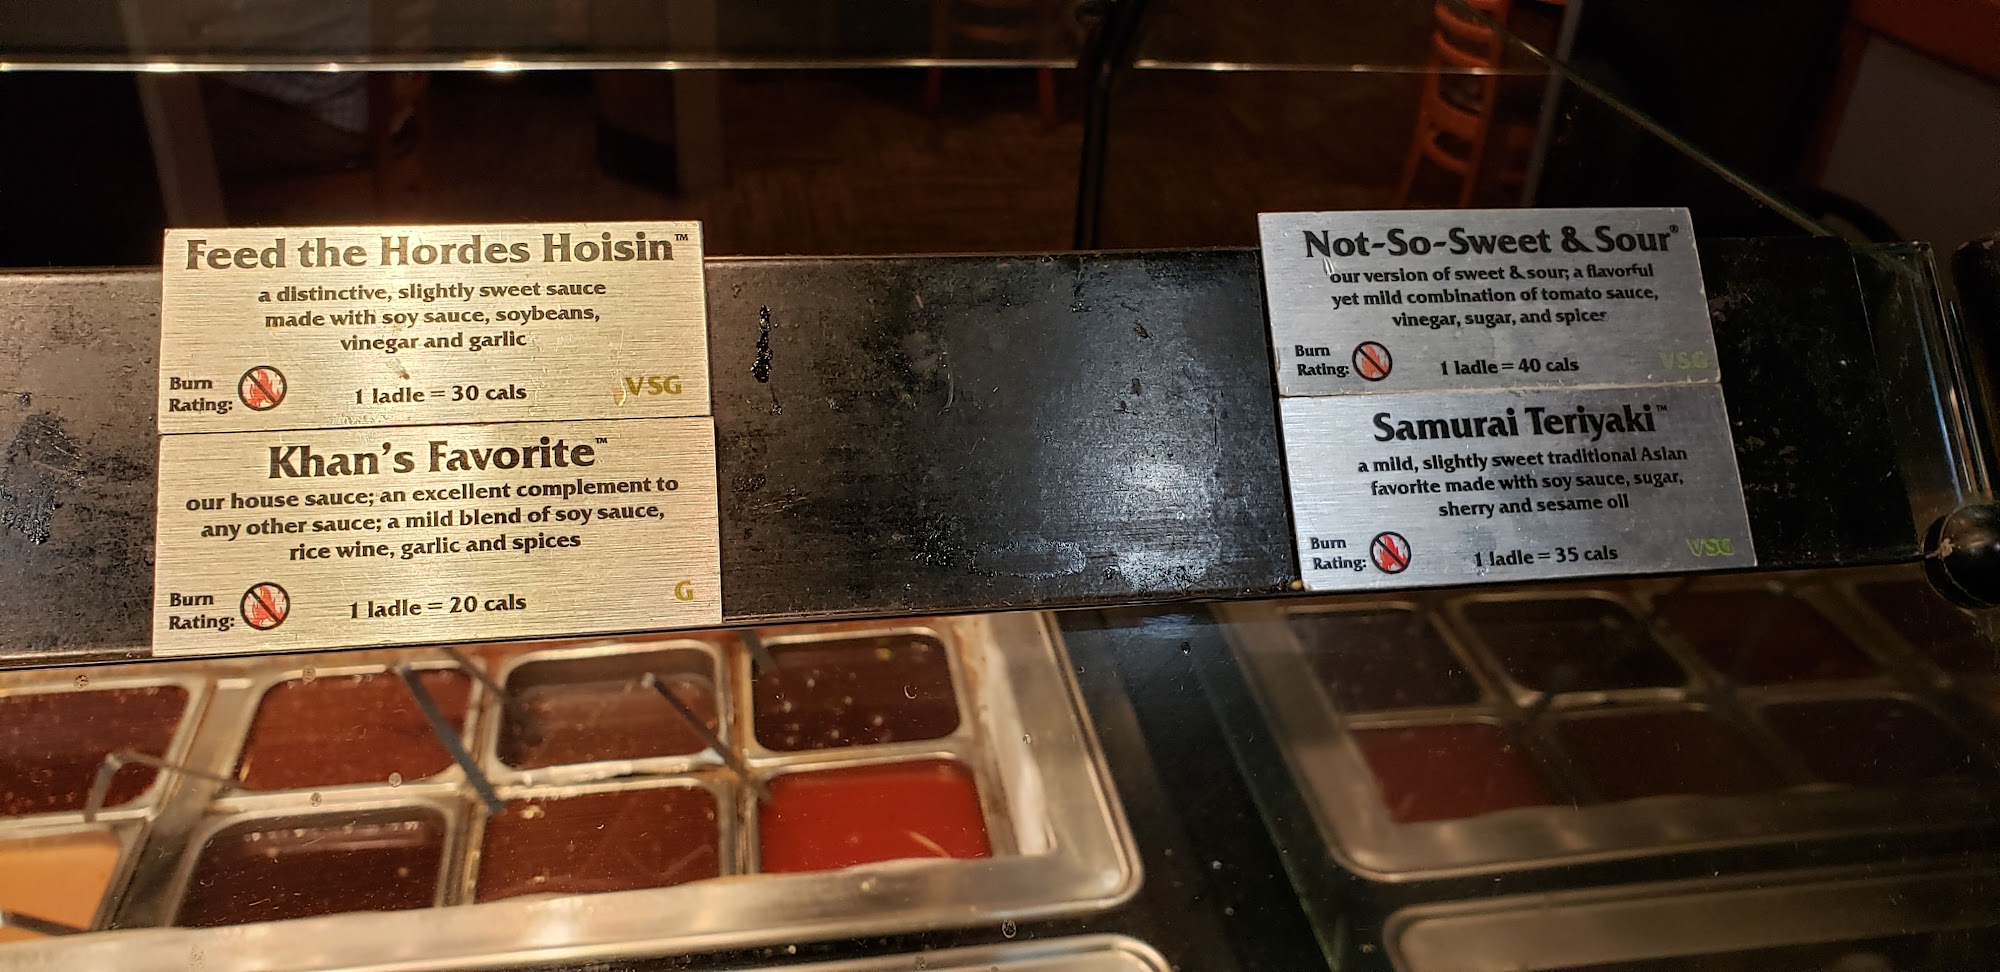 Feed the Hordes Hoisin™
a distinctive, slightly sweet sauce
made with soy sauce, soybeans,
vinegar and garlic
Burn
Rating:
1 ladle = 30 cals
VSG
Khan's Favorite™
our house sauce; an excellent complement to
any other sauce; a mild blend of soy sauce,
rice wine, garlic and spices
Burn
Rating:
1 ladle = 20 cals
G
Not-So-Sweet & Sour®
our version of sweet & sour; a flavorful
yet mild combination of tomato sauce,
vinegar, sugar, and spices
Burn
Rating:
1 ladle = 40 cals
VSG
Samurai Teriyaki™
a mild, slightly sweet traditional Asian
favorite made with soy sauce, sugar,
sherry and sesame oil
Burn
Rating:
1 ladle = 35 cals
VSG